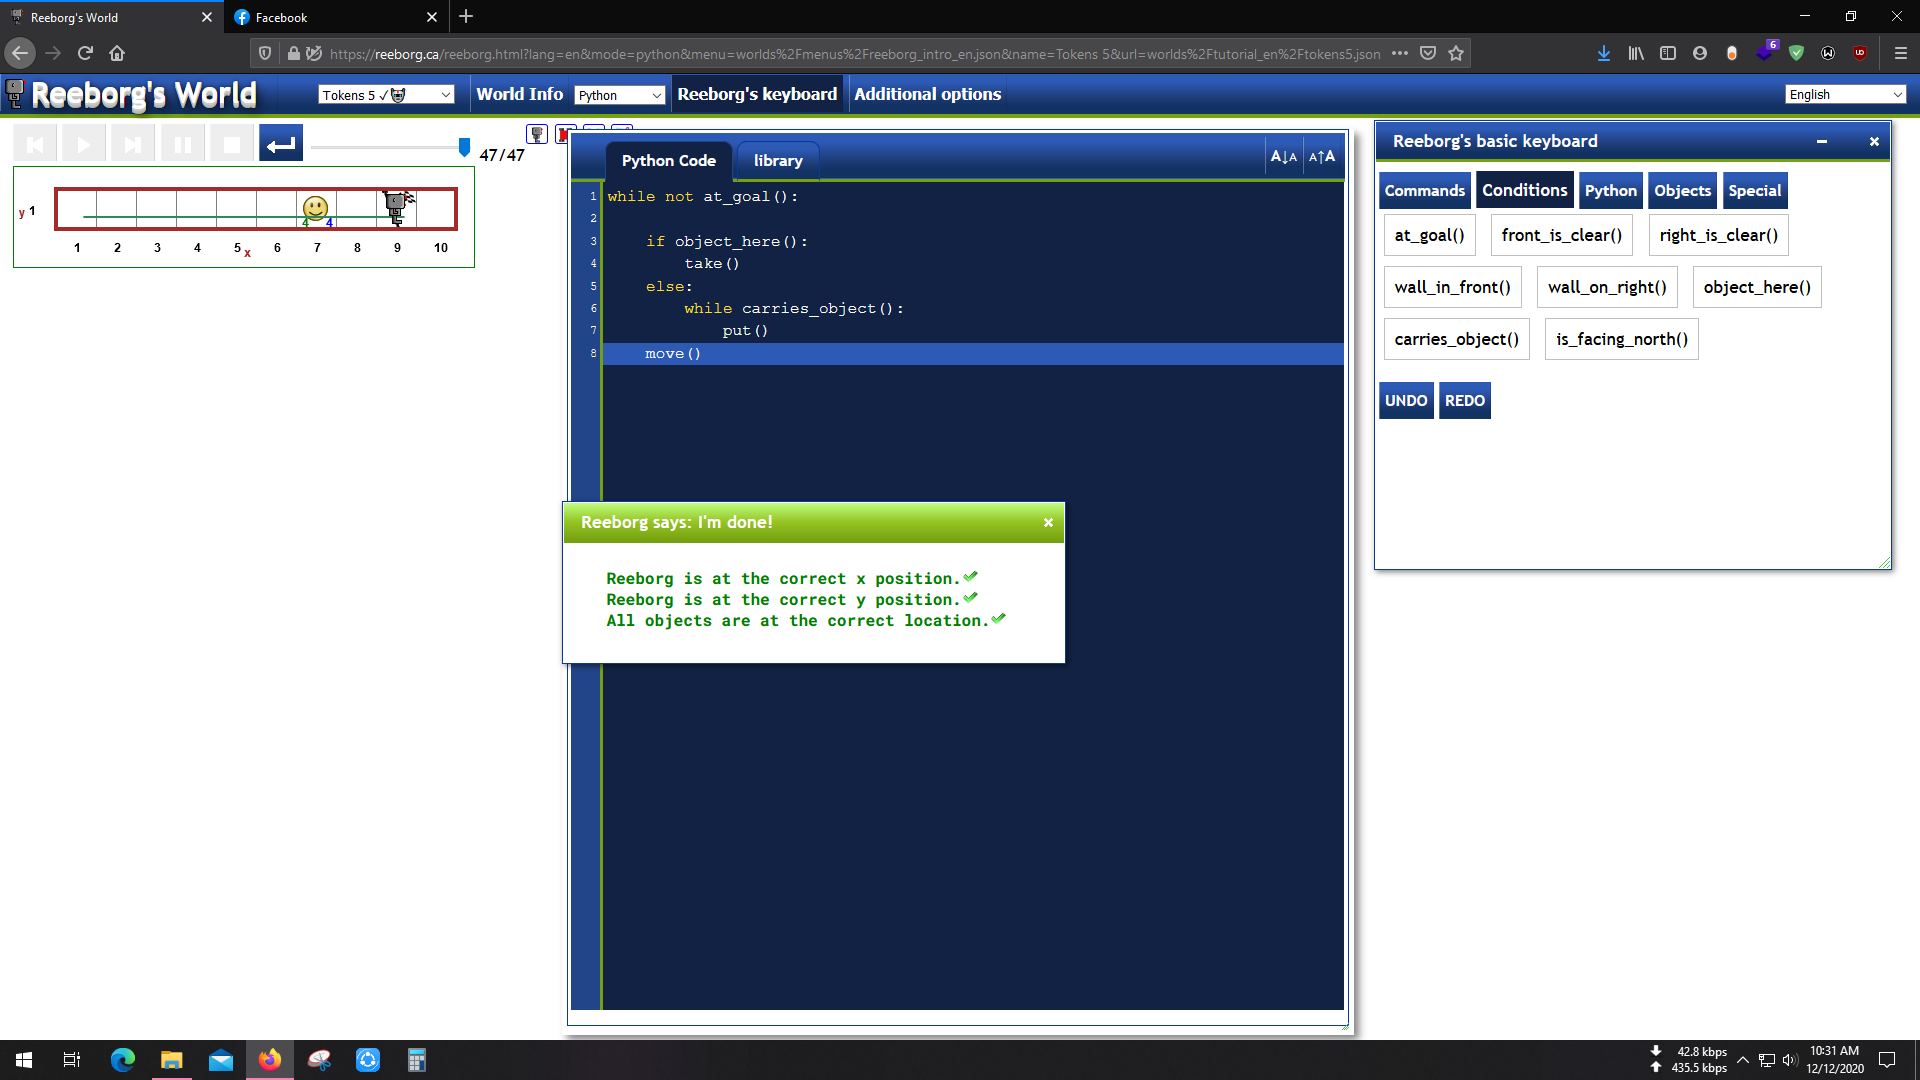 Reeborg's World
Facebook
https://reeborg.ca/reeborg.html?lang=en&mode=python&menu=worlds%2Fmenus%2Freeborg_intro_en.json&name=Tokens 5&url=worlds%2Ftutorial_en%2Ftokens5.json
6
Reeborg's World
Tokens 5 ✓
World Info
Python
Reeborg's keyboard
Additional options
English
47/47
y 1
4 4
1 2 3 4 5 6 7 8 9 10
x
Python Code
library
A↓A
A↑A
1 while not at_goal():
2
3 if object_here():
4 take()
5 else:
6 while carries_object():
7 put()
8 move()
Reeborg says: I'm done!
Reeborg is at the correct x position.
Reeborg is at the correct y position.
All objects are at the correct location.
Reeborg's basic keyboard
Commands Conditions Python Objects Special
at_goal() front_is_clear() right_is_clear()
wall_in_front() wall_on_right() object_here()
carries_object() is_facing_north()
UNDO REDO
42.8 kbps
435.5 kbps
10:31 AM
12/12/2020